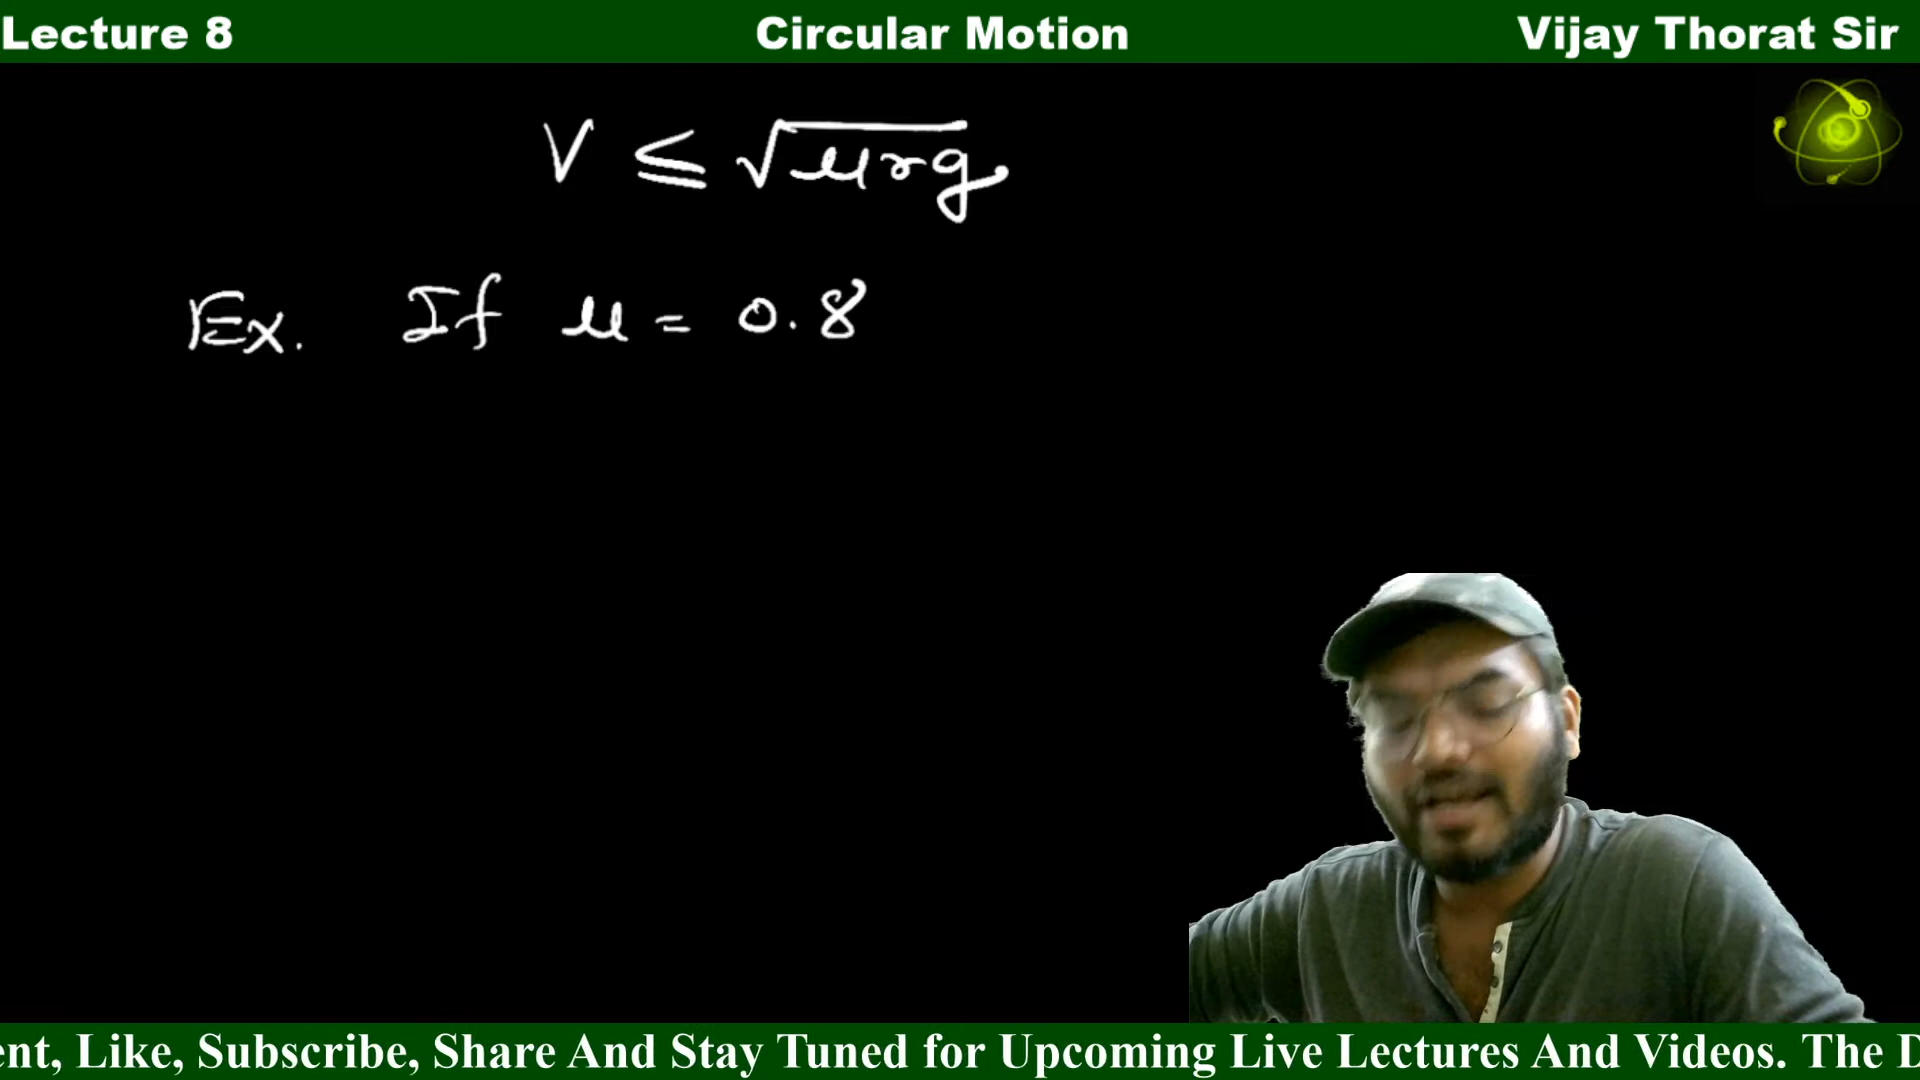 Lecture 8 Circular Motion Vijay Thorat Sir
V ≤ √μrg
Ex. If μ = 0.8
ent, Like, Subscribe, Share And Stay Tuned for Upcoming Live Lectures And Videos. The D